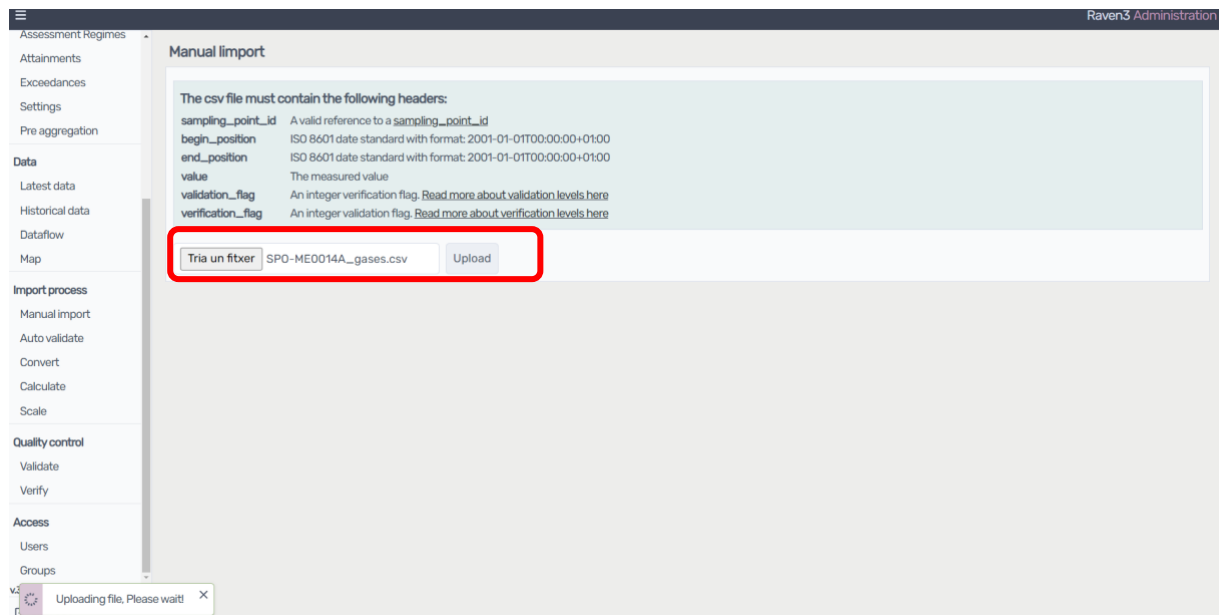 ☰ Raven3 Administration
Assessment Regimes
Attainments
Exceedances
Settings
Pre aggregation
Data
Latest data
Historical data
Dataflow
Map
Import process
Manual import
Auto validate
Convert
Calculate
Scale
Quality control
Validate
Verify
Access
Users
Groups
Manual Iimport
The csv file must contain the following headers:
sampling_point_id A valid reference to a sampling_point_id
begin_position ISO 8601 date standard with format: 2001-01-01T00:00:00+01:00
end_position ISO 8601 date standard with format: 2001-01-01T00:00:00+01:00
value The measured value
validation_flag An integer verification flag. Read more about validation levels here
verification_flag An integer validation flag. Read more about verification levels here
Tria un fitxer SPO-ME0014A_gases.csv Upload
Uploading file, Please wait! ×